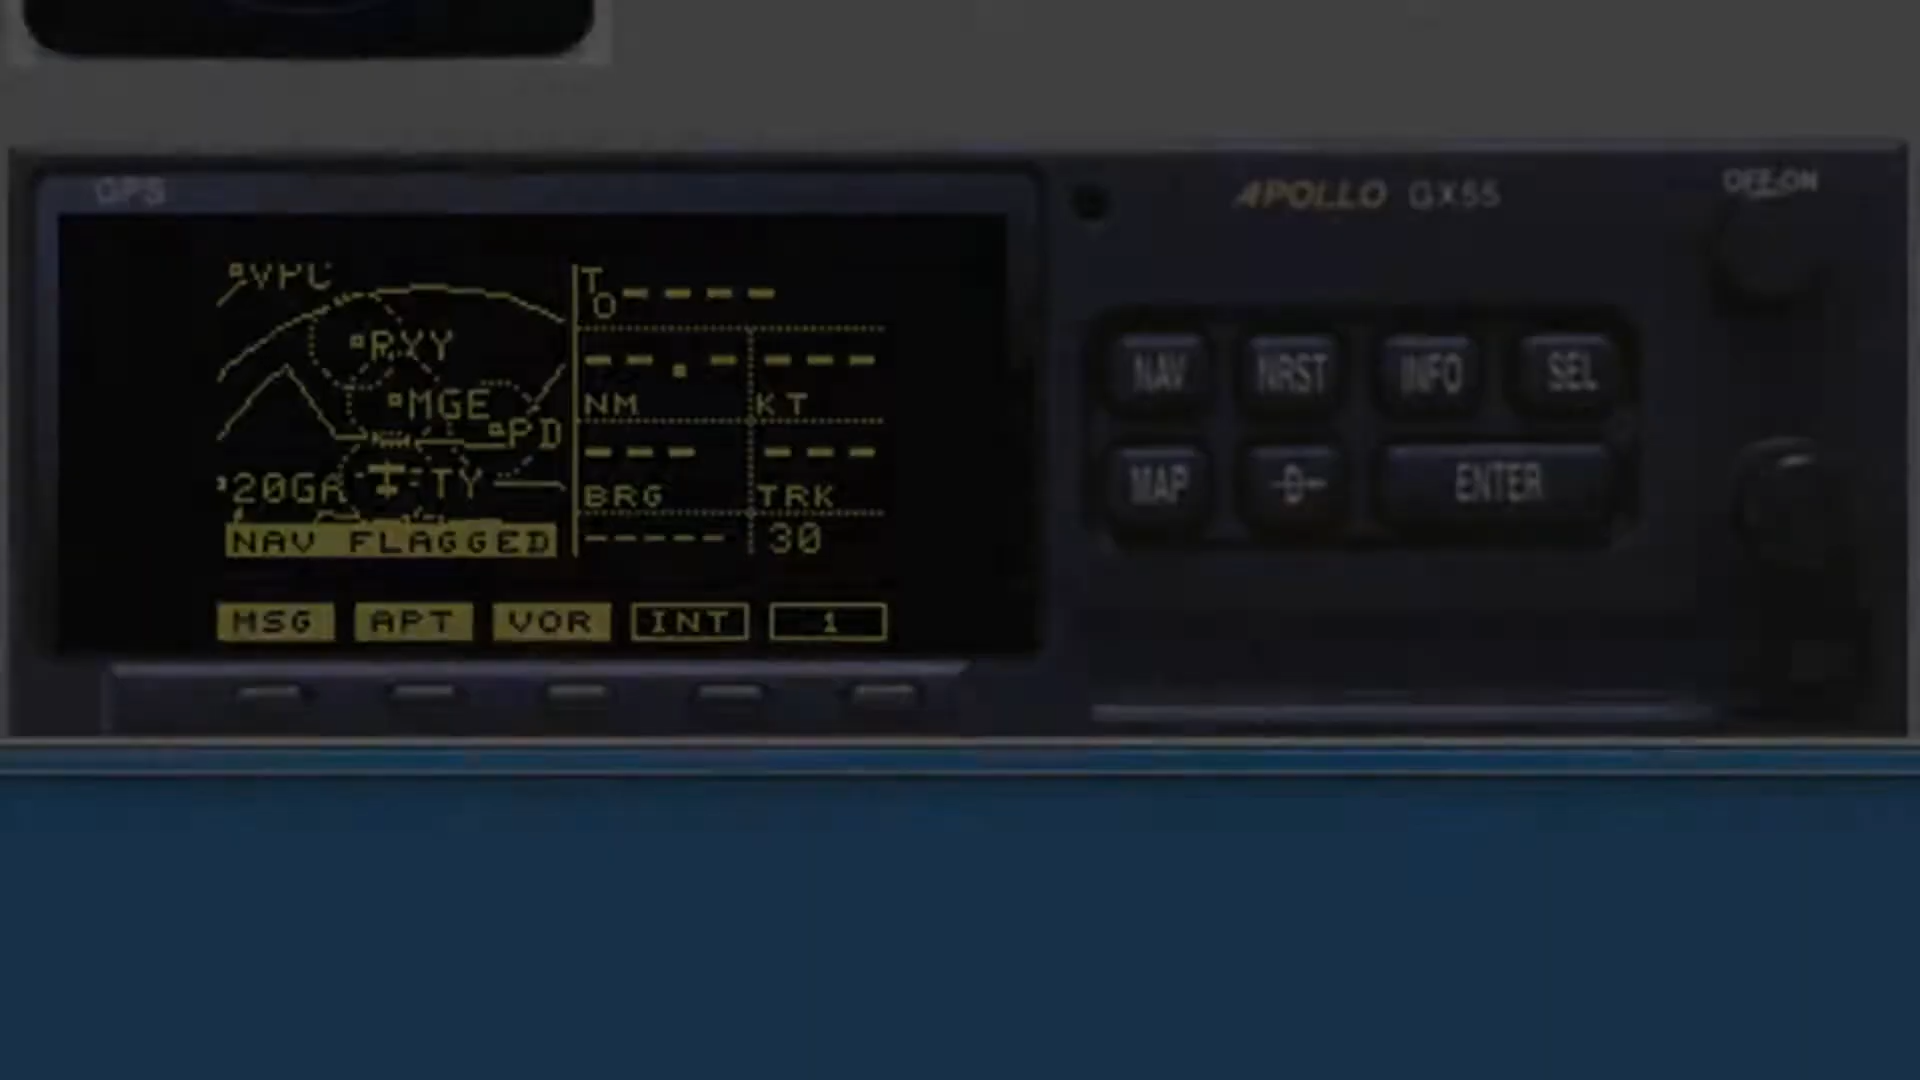 GPS
APOLLO GX55
OFF-ON
VPC
RYY
MGE
PD
20GA
TY
NAV FLAGGED
TO ----
--.- ---
NM KT
--- ---
BRG TRK
----- 30
MSG APT VOR INT 1
NAV NRST INFO SEL
MAP D ENTER